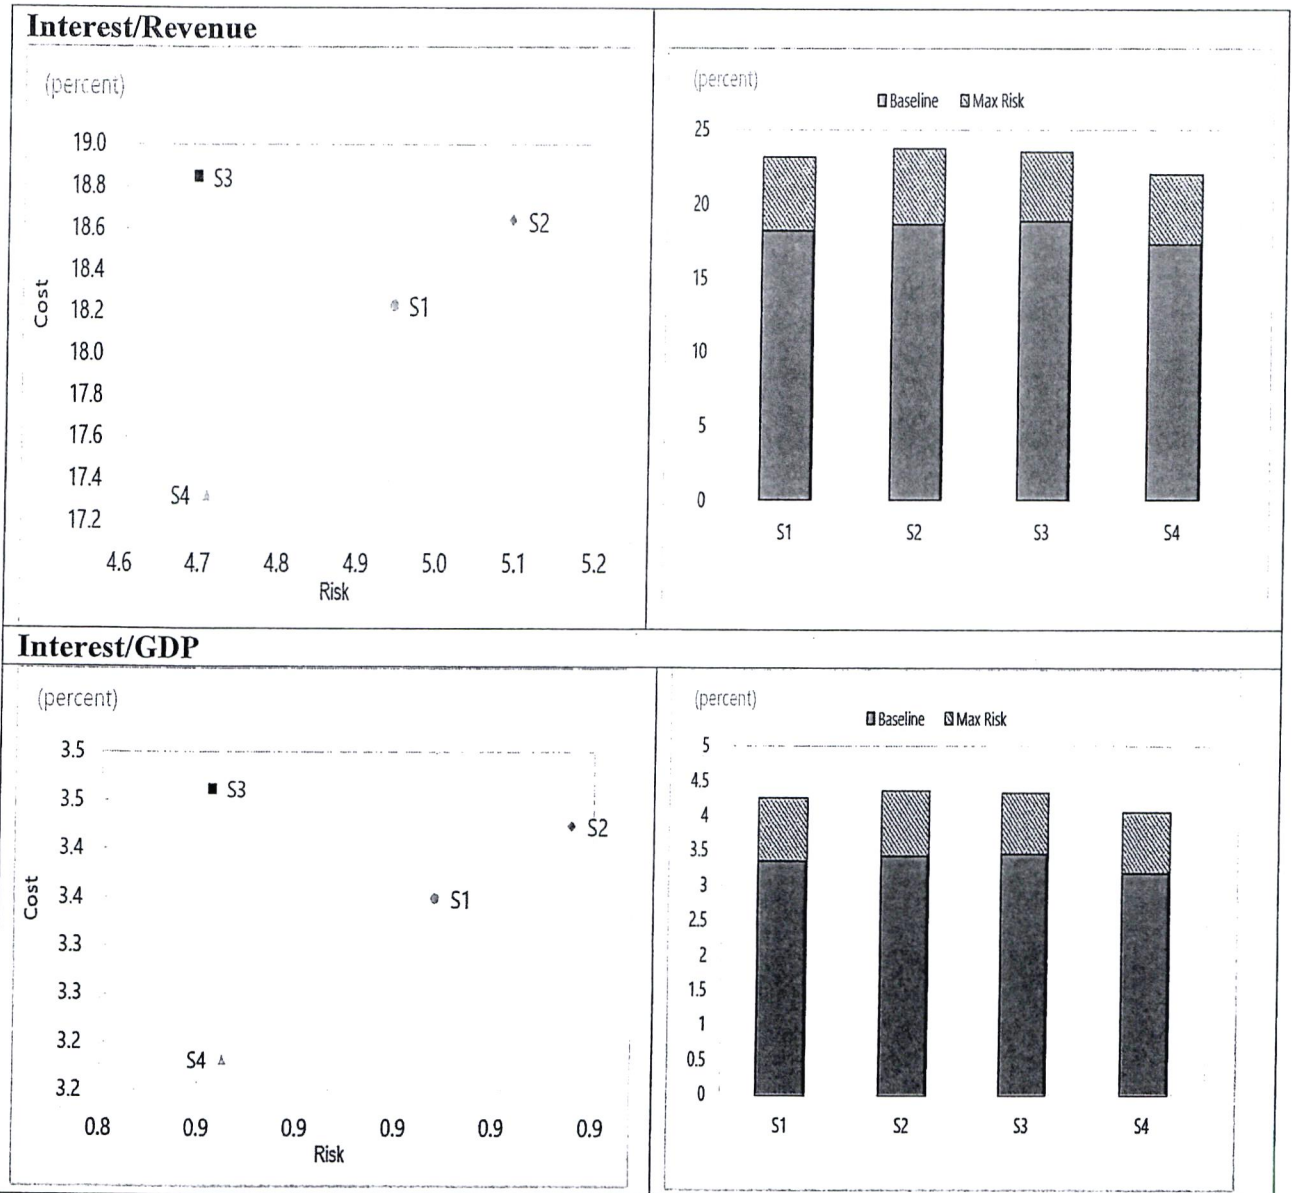 Interest/Revenue
(percent)
19.0
18.8
18.6
18.4
18.2
18.0
17.8
17.6
17.4
17.2
Cost
S3
S2
S1
S4
4.6 4.7 4.8 4.9 5.0 5.1 5.2
Risk
(percent)
Baseline Max Risk
25
20
15
10
5
0
S1 S2 S3 S4
Interest/GDP
(percent)
3.5
3.5
3.4
3.4
3.3
3.3
3.2
3.2
Cost
S3
S2
S1
S4
0.8 0.9 0.9 0.9 0.9 0.9
Risk
(percent)
Baseline Max Risk
5
4.5
4
3.5
3
2.5
2
1.5
1
0.5
0
S1 S2 S3 S4